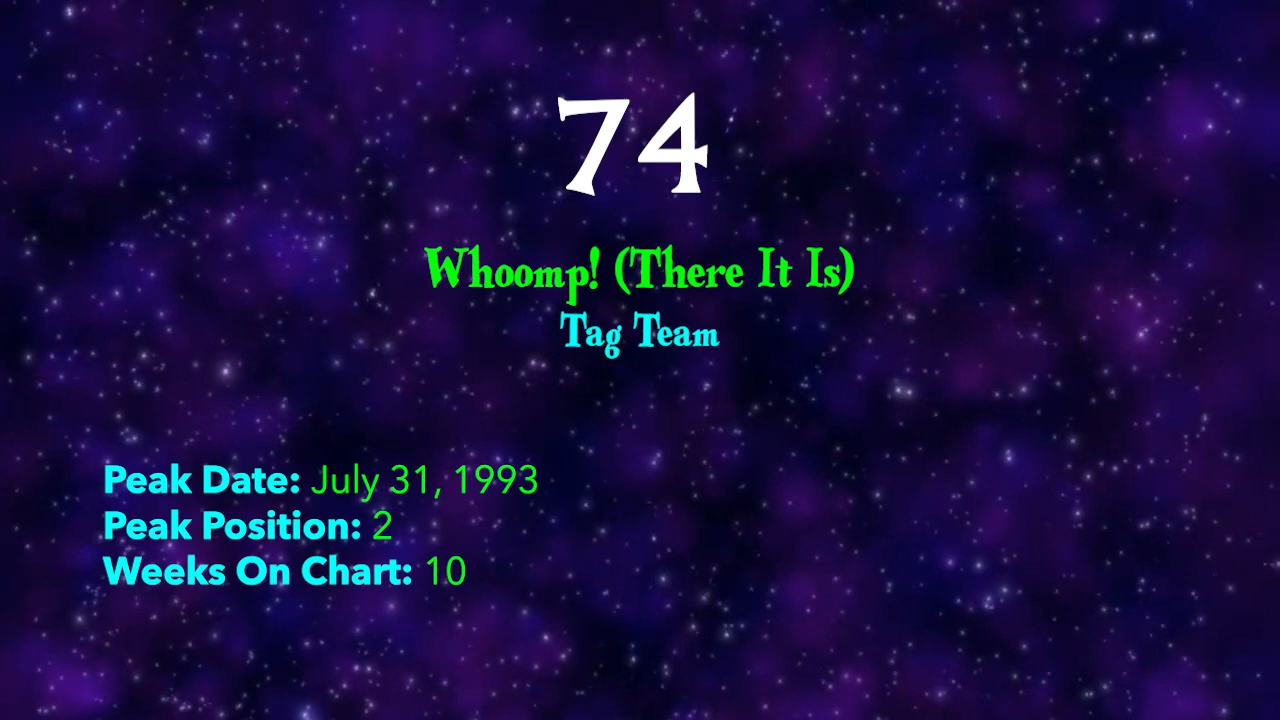 74
Whoomp! (There It Is)
Tag Team
Peak Date: July 31, 1993
Peak Position: 2
Weeks On Chart: 10